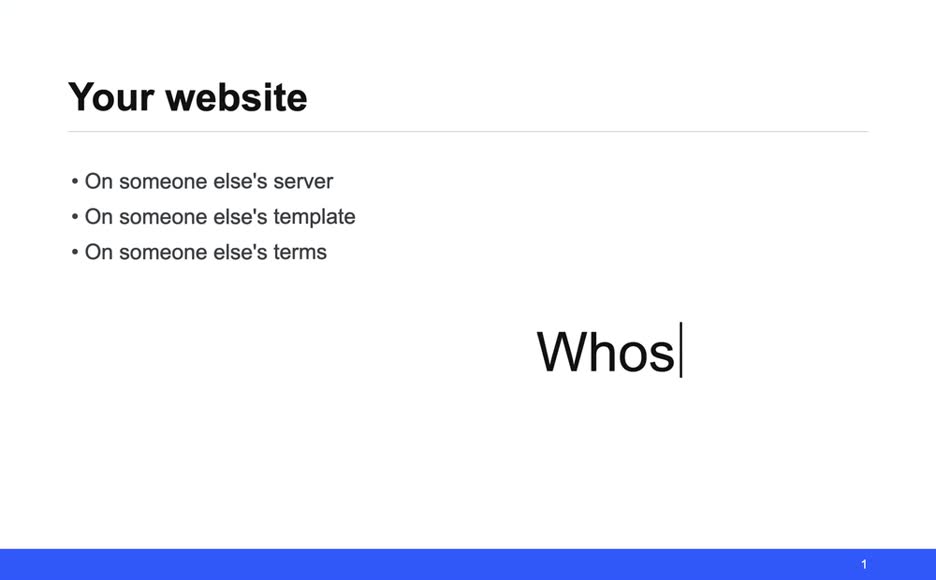 Your website
• On someone else's server
• On someone else's template
• On someone else's terms
Whos
1